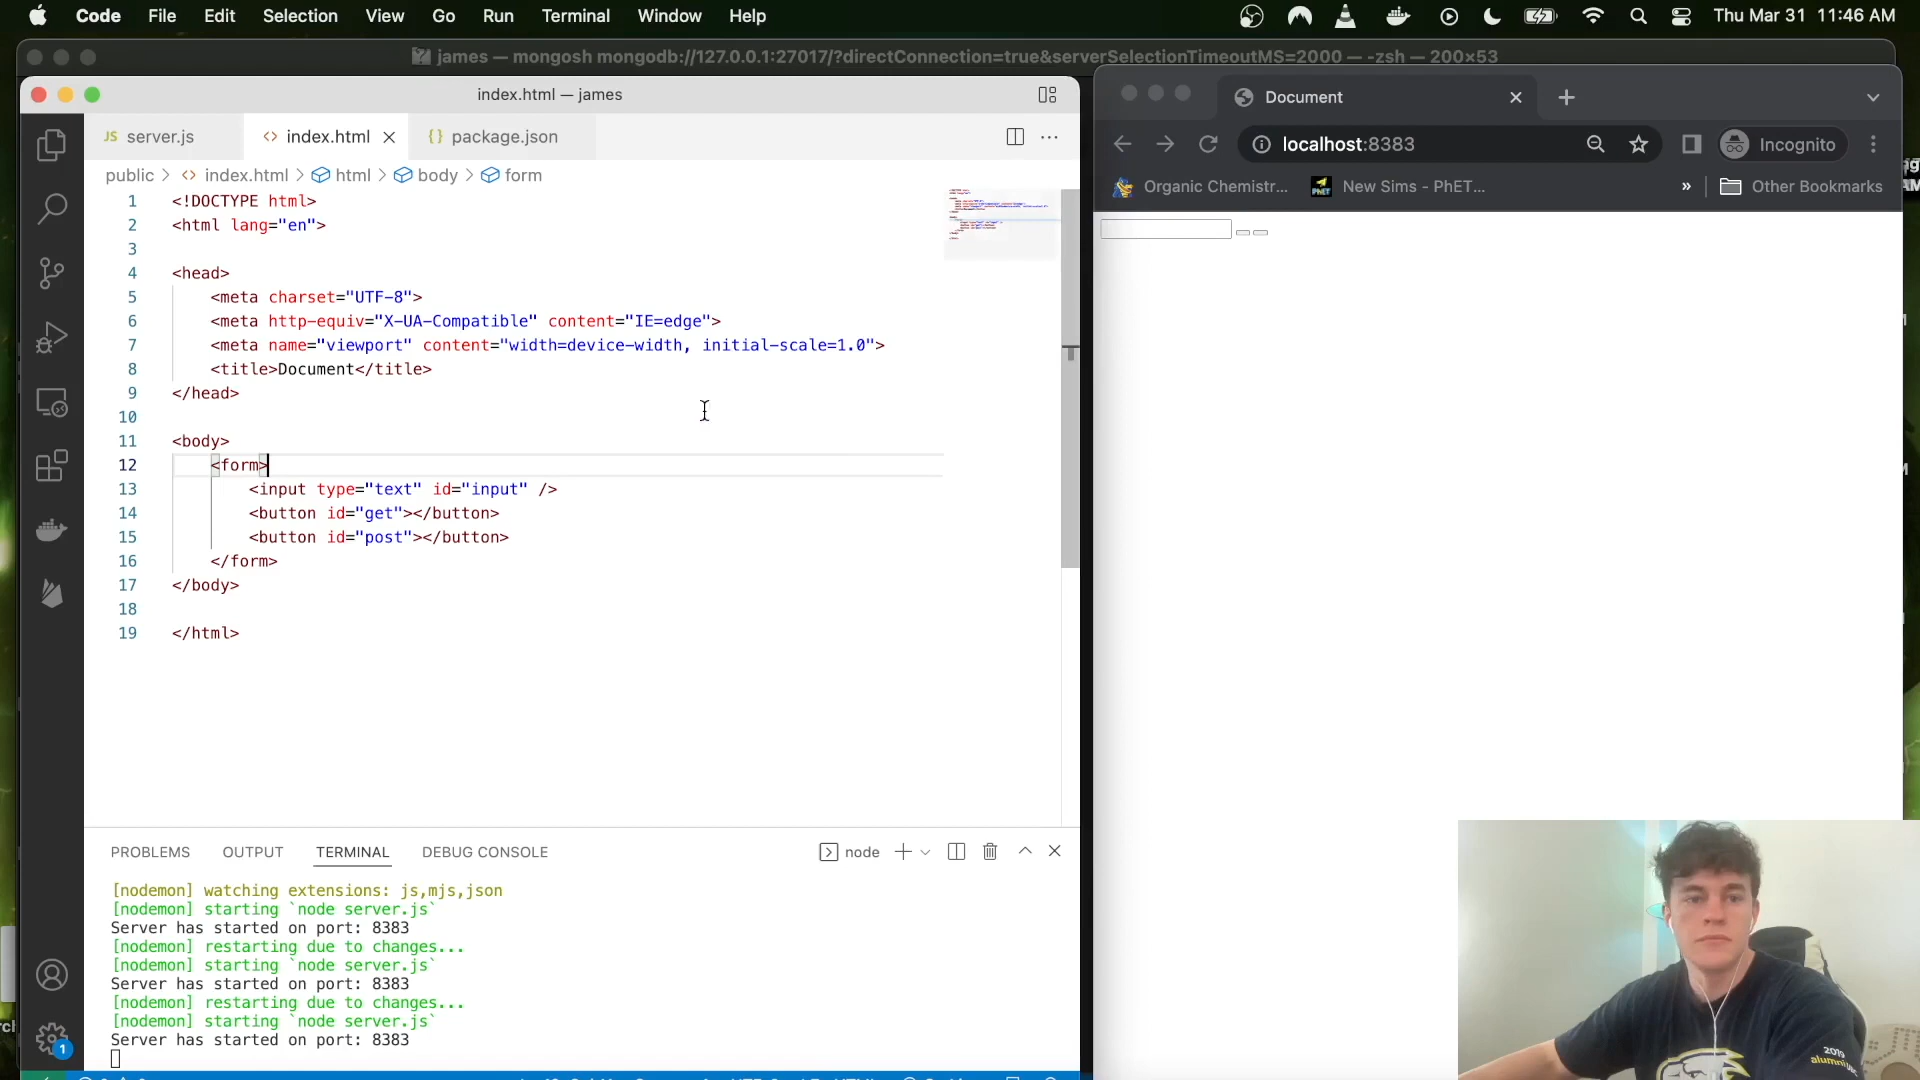 Code File Edit Selection View Go Run Terminal Window Help Thu Mar 31 11:46 AM
james — mongosh mongodb://127.0.0.1:27017/?directConnection=true&serverSelectionTimeoutMS=2000 — -zsh — 200×53
index.html — james
JS server.js
<> index.html
{} package.json
public > <> index.html > html > body > form
1 <!DOCTYPE html>
2 <html lang="en">
3
4 <head>
5 <meta charset="UTF-8">
6 <meta http-equiv="X-UA-Compatible" content="IE=edge">
7 <meta name="viewport" content="width=device-width, initial-scale=1.0">
8 <title>Document</title>
9 </head>
10
11 <body>
12 <form>
13 <input type="text" id="input" />
14 <button id="get"></button>
15 <button id="post"></button>
16 </form>
17 </body>
18
19 </html>
PROBLEMS OUTPUT TERMINAL DEBUG CONSOLE node
[nodemon] watching extensions: js,mjs,json
[nodemon] starting `node server.js`
Server has started on port: 8383
[nodemon] restarting due to changes...
[nodemon] starting `node server.js`
Server has started on port: 8383
[nodemon] restarting due to changes...
[nodemon] starting `node server.js`
Server has started on port: 8383
1
Document
localhost:8383
Incognito
Organic Chemistr...
New Sims - PhET...
» Other Bookmarks
2019
alumni